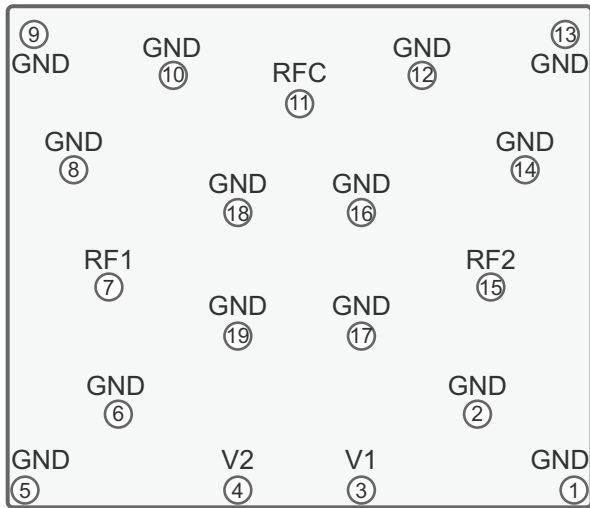 9 13
GND GND
GND GND
10 12
RFC
11
GND GND
8 14
GND GND
18 16
RF1 RF2
7 15
GND GND
19 17
GND GND
6 2
GND V2 V1 GND
5 4 3 1